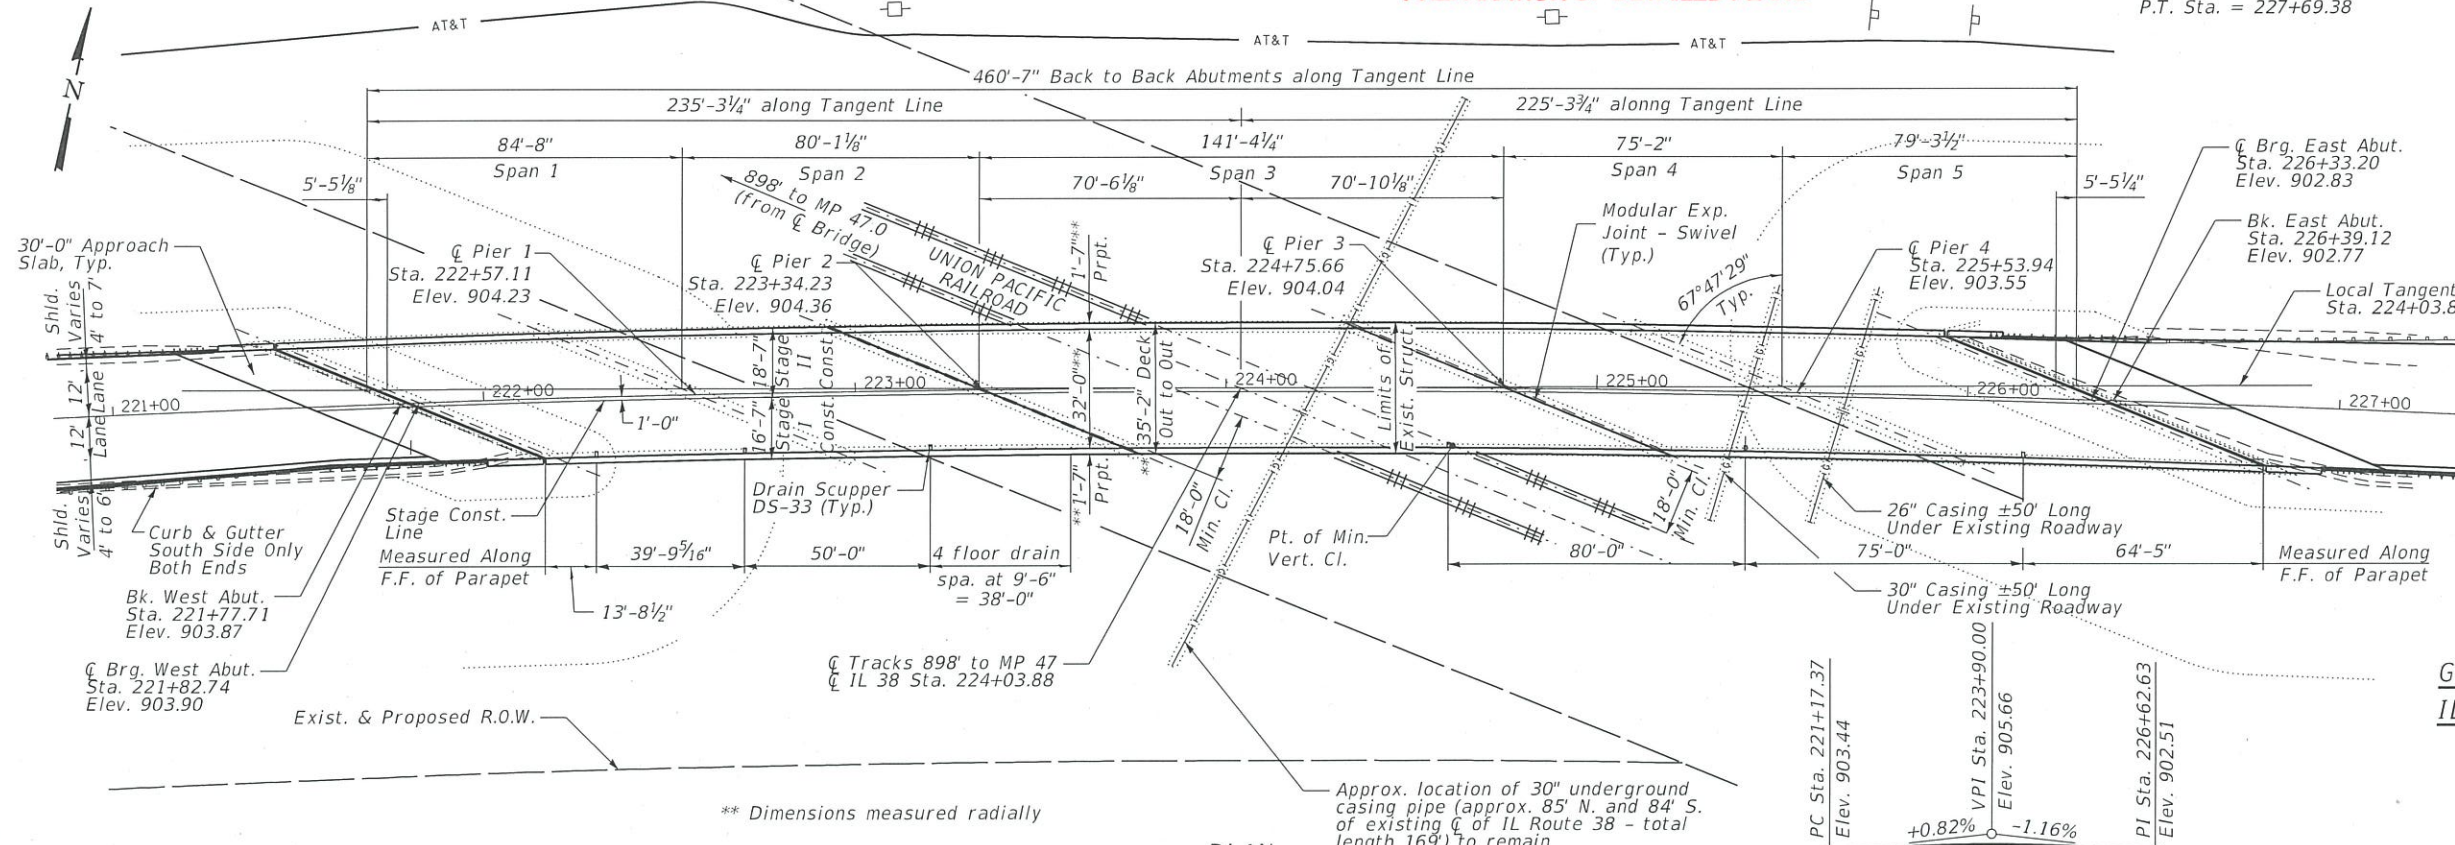 P.T. Sta. = 227+69.38
AT&T
AT&T
AT&T
N
460'-7" Back to Back Abutments along Tangent Line
235'-3¼" along Tangent Line
225'-3¾" alonng Tangent Line
84'-8"
Span 1
80'-1⅛"
Span 2
141'-4¼"
Span 3
75'-2"
Span 4
79'-3½"
Span 5
5'-5⅛"
70'-6⅛"
70'-10⅛"
5'-5¼"
898' to MP 47.0
(from ℄ Bridge)
UNION PACIFIC
RAILROAD
1'-7"**
Prpt.
30'-0" Approach
Slab, Typ.
℄ Pier 1
Sta. 222+57.11
Elev. 904.23
℄ Pier 2
Sta. 223+34.23
Elev. 904.36
℄ Pier 3
Sta. 224+75.66
Elev. 904.04
Modular Exp.
Joint - Swivel
(Typ.)
67°47'29"
Typ.
℄ Pier 4
Sta. 225+53.94
Elev. 903.55
℄ Brg. East Abut.
Sta. 226+33.20
Elev. 902.83
Bk. East Abut.
Sta. 226+39.12
Elev. 902.77
Local Tangent
Sta. 224+03.8
Shld.
Varies
4' to 7'
12'
Lane
12'
Lane
Shld.
Varies
4' to 6'
221+00
222+00
223+00
224+00
225+00
226+00
227+00
1'-0"
18'-7"
Stage II
Const.
16'-7"
Stage I
Const.
32'-0"**
35'-2" Deck
Out to Out
**
Limits of
Exist. Struct.
**1'-7"
Prpt.
Curb & Gutter
South Side Only
Both Ends
Stage Const.
Line
Drain Scupper
DS-33 (Typ.)
18'-0"
Min. Cl.
Pt. of Min.
Vert. Cl.
18'-0"
Min. Cl.
26" Casing ±50' Long
Under Existing Roadway
Measured Along
F.F. of Parapet
39'-9⁵⁄₁₆"
50'-0"
4 floor drain
spa. at 9'-6"
= 38'-0"
13'-8½"
80'-0"
75'-0"
64'-5"
Measured Along
F.F. of Parapet
30" Casing ±50' Long
Under Existing Roadway
Bk. West Abut.
Sta. 221+77.71
Elev. 903.87
℄ Brg. West Abut.
Sta. 221+82.74
Elev. 903.90
℄ Tracks 898' to MP 47
℄ IL 38 Sta. 224+03.88
Exist. & Proposed R.O.W.
** Dimensions measured radially
Approx. location of 30" underground
casing pipe (approx. 85' N. and 84' S.
of existing ℄ of IL Route 38 - total
length 169') to remain
PC Sta. 221+17.37
Elev. 903.44
VPI Sta. 223+90.00
Elev. 905.66
PI Sta. 226+62.63
Elev. 902.51
+0.82%
-1.16%
G
IL